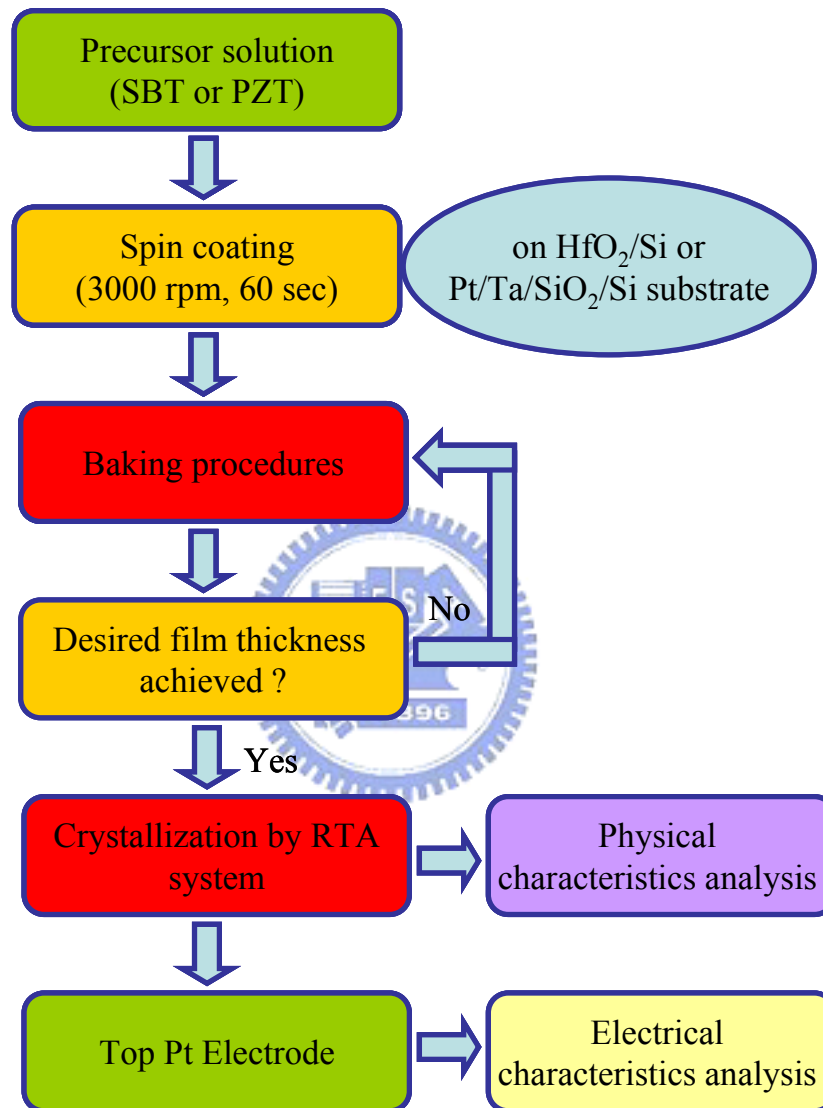 Precursor solution
(SBT or PZT)
Spin coating
(3000 rpm, 60 sec)
on HfO₂/Si or
Pt/Ta/SiO₂/Si substrate
Baking procedures
No
Desired film thickness
achieved ?
Yes
Crystallization by RTA
system
Physical
characteristics analysis
Top Pt Electrode
Electrical
characteristics analysis